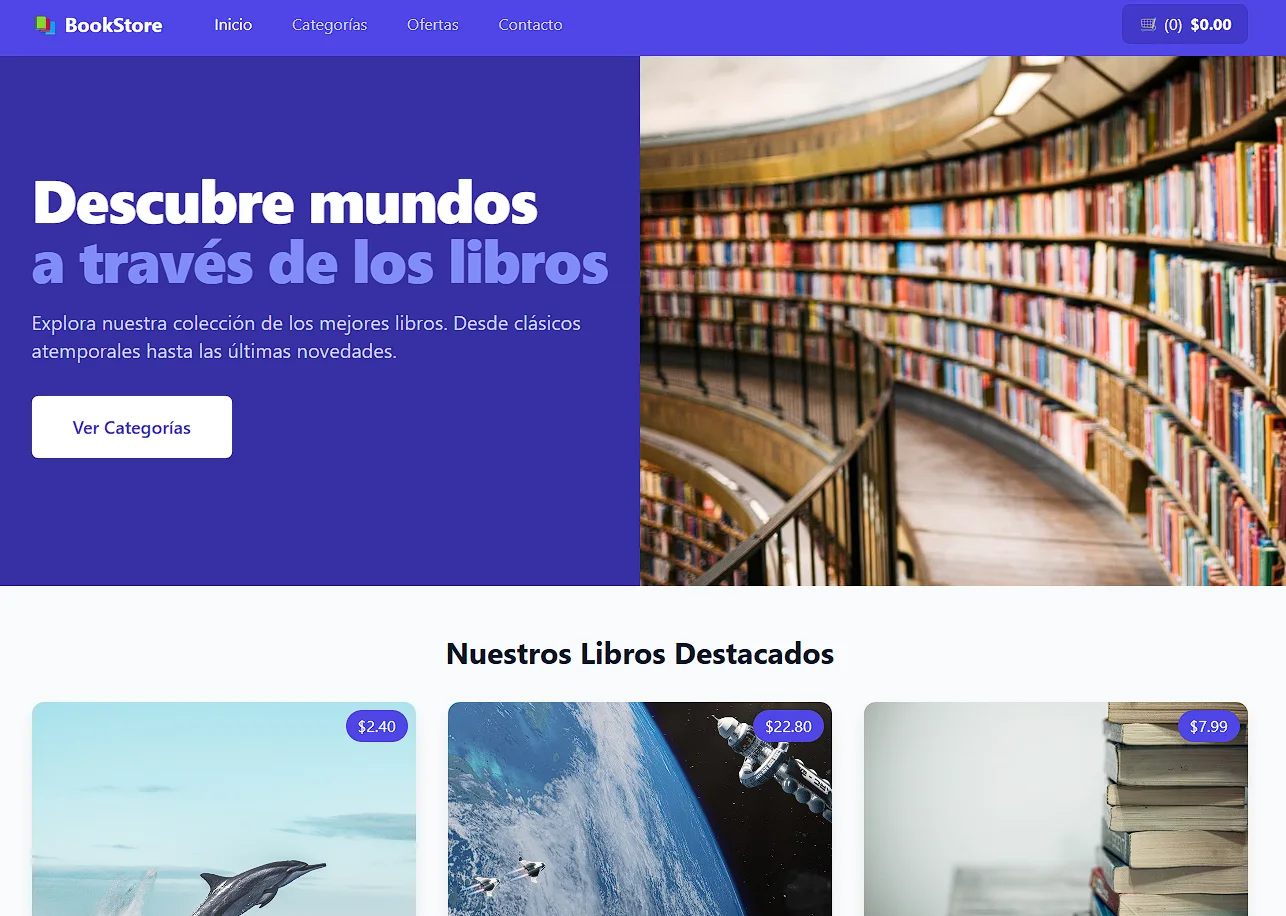 BookStore
Inicio
Categorías
Ofertas
Contacto
(0) $0.00
Descubre mundos
a través de los libros
Explora nuestra colección de los mejores libros. Desde clásicos
atemporales hasta las últimas novedades.
Ver Categorías
Nuestros Libros Destacados
$2.40
$22.80
$7.99